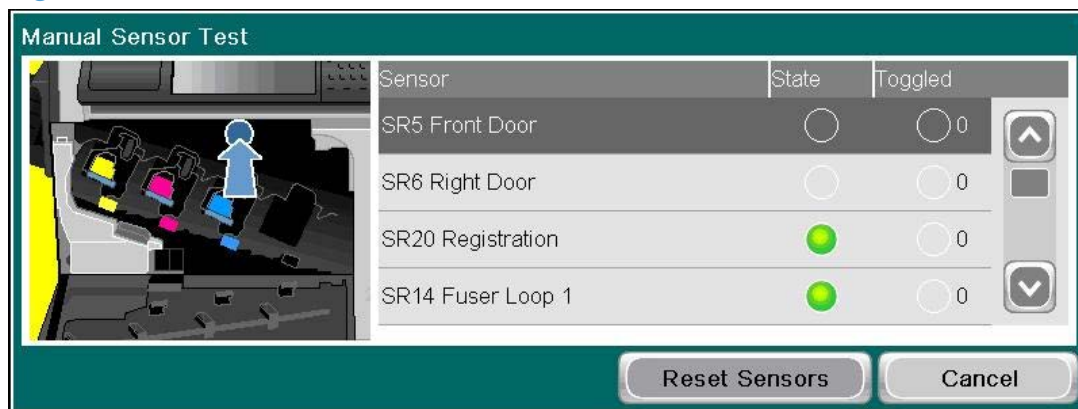 Manual Sensor Test
Sensor State Toggled
SR5 Front Door 0
SR6 Right Door 0
SR20 Registration 0
SR14 Fuser Loop 1 0
Reset Sensors Cancel